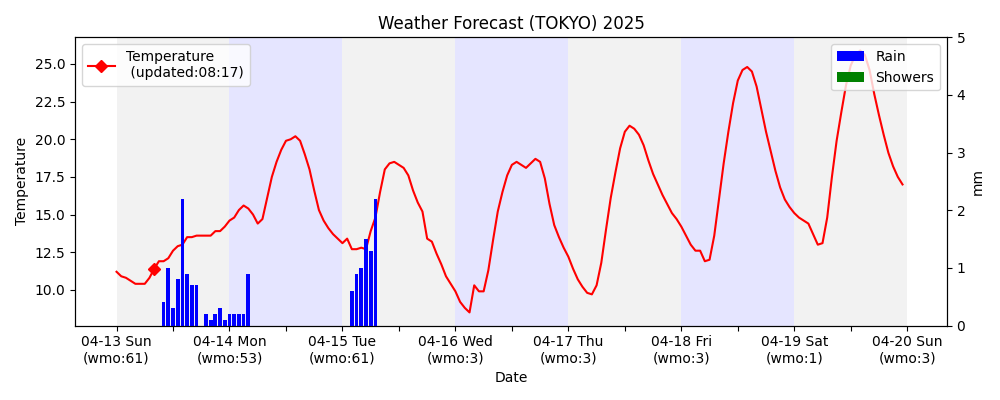 Weather Forecast (TOKYO) 2025
Temperature
(updated:08:17)
Rain
Showers
Temperature
25.0
22.5
20.0
17.5
15.0
12.5
10.0
5
4
3
2
1
0
mm
04-13 Sun
(wmo:61)
04-14 Mon
(wmo:53)
04-15 Tue
(wmo:61)
04-16 Wed
(wmo:3)
04-17 Thu
(wmo:3)
04-18 Fri
(wmo:3)
04-19 Sat
(wmo:1)
04-20 Sun
(wmo:3)
Date